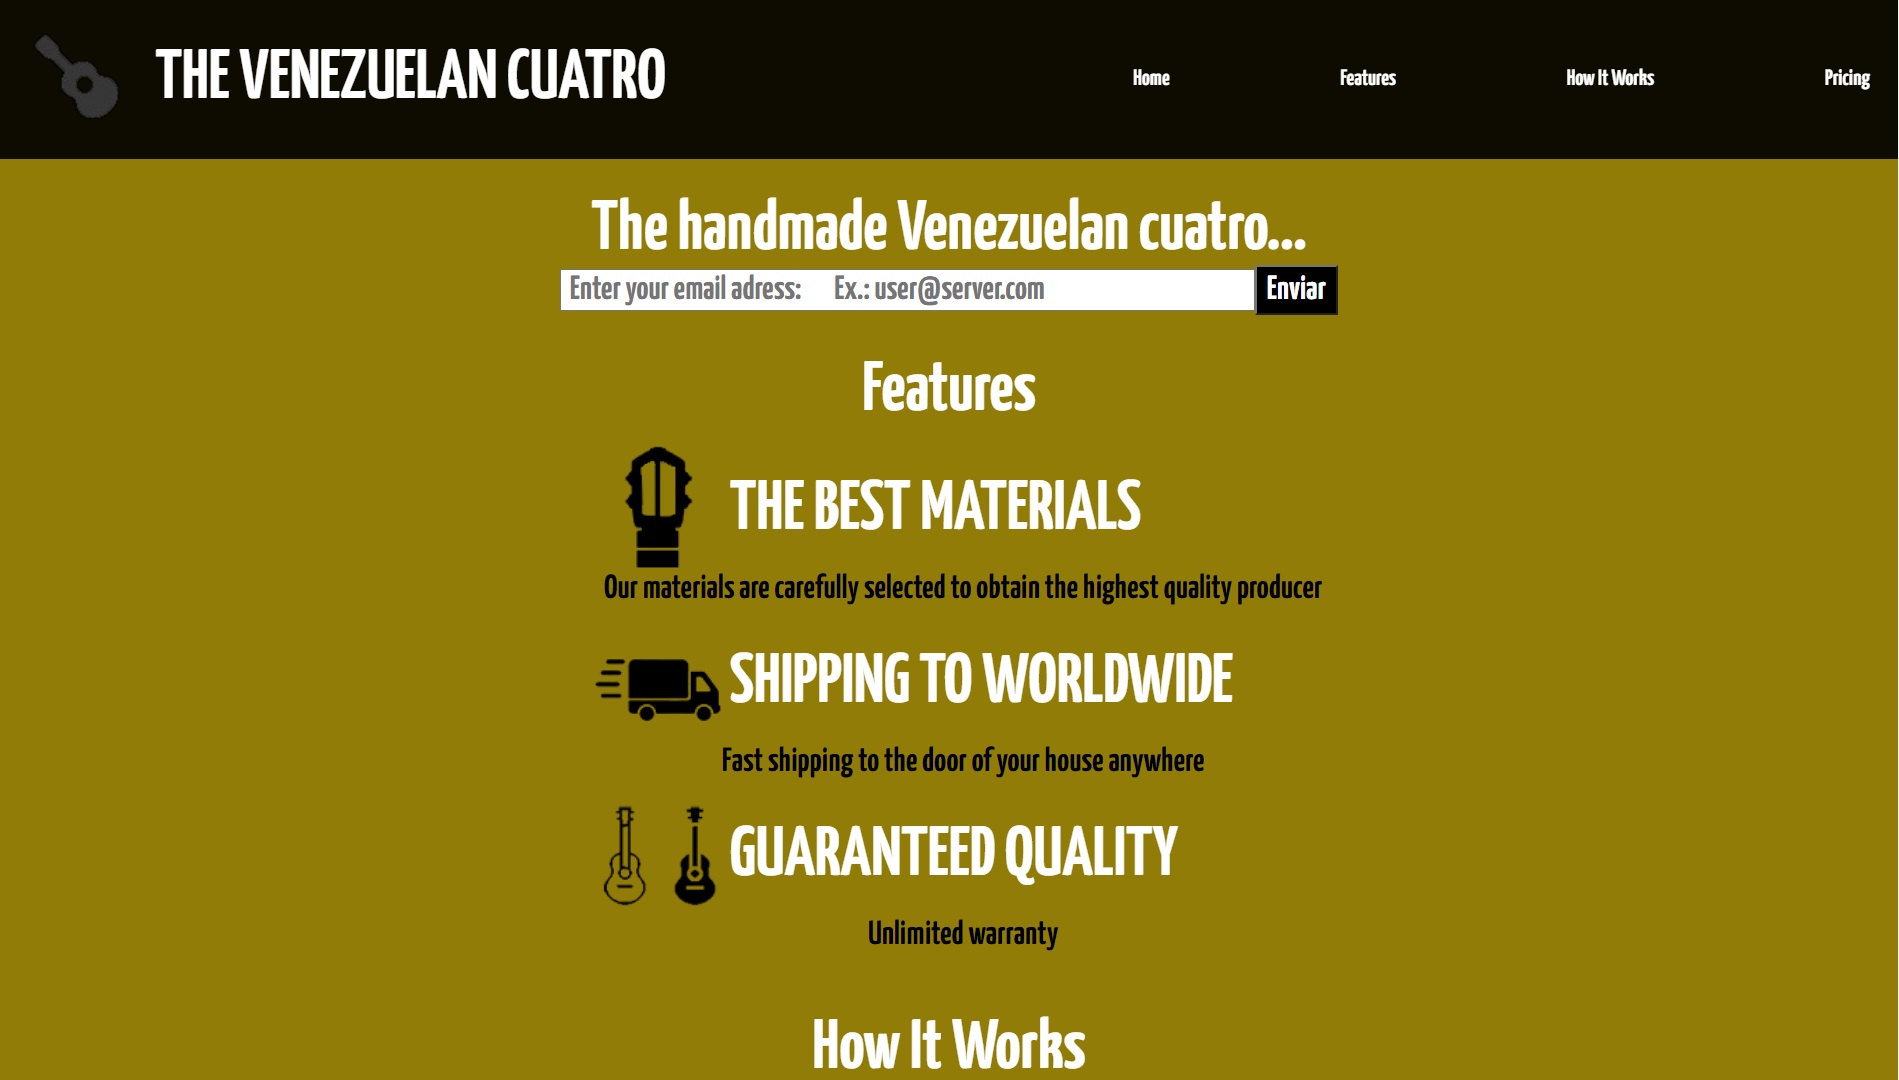 THE VENEZUELAN CUATRO
Home Features How It Works Pricing
The handmade Venezuelan cuatro...
Enter your email adress: Ex.: user@server.com Enviar
Features
THE BEST MATERIALS
Our materials are carefully selected to obtain the highest quality producer
SHIPPING TO WORLDWIDE
Fast shipping to the door of your house anywhere
GUARANTEED QUALITY
Unlimited warranty
How It Works